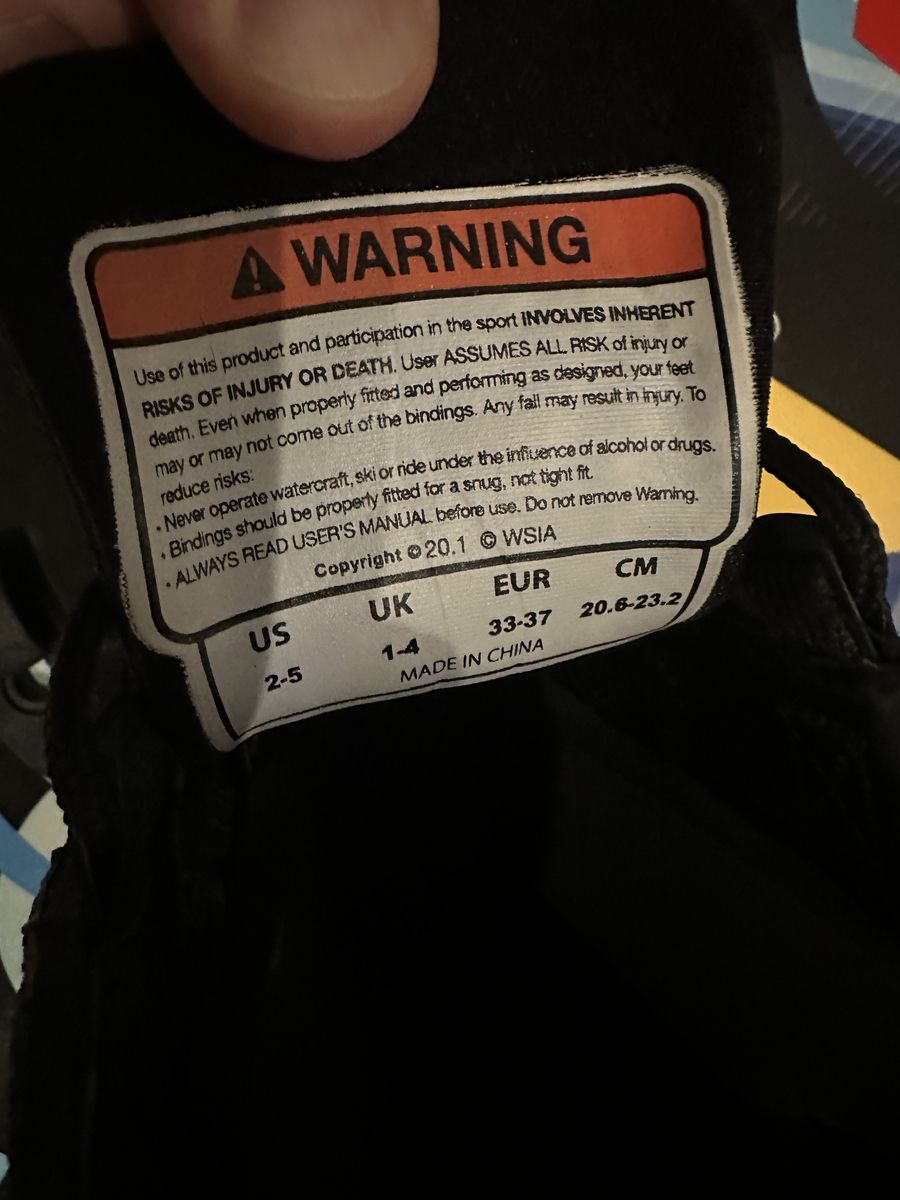 WARNING
Use of this product and participation in the sport INVOLVES INHERENT
RISKS OF INJURY OR DEATH. User ASSUMES ALL RISK of injury or
death. Even when properly fitted and performing as designed, your feet
may or may not come out of the bindings. Any fall may result in injury. To
reduce risks:
• Never operate watercraft, ski or ride under the influence of alcohol or drugs.
• Bindings should be properly fitted for a snug, not tight fit.
• ALWAYS READ USER'S MANUAL before use. Do not remove Warning.
Copyright © 20.1 © WSIA
US UK EUR CM
2-5 1-4 33-37 20.6-23.2
MADE IN CHINA